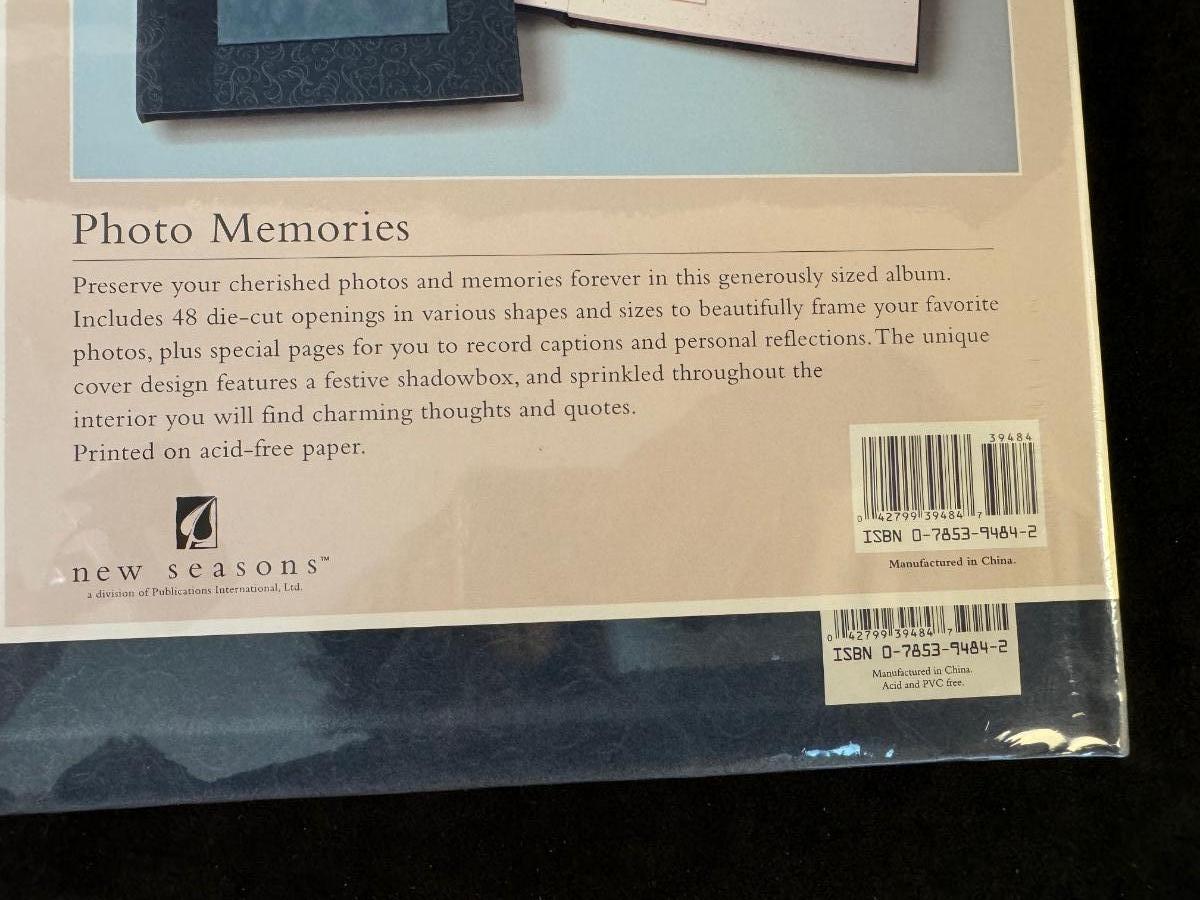 Photo Memories
Preserve your cherished photos and memories forever in this generously sized album.
Includes 48 die-cut openings in various shapes and sizes to beautifully frame your favorite
photos, plus special pages for you to record captions and personal reflections. The unique
cover design features a festive shadowbox, and sprinkled throughout the
interior you will find charming thoughts and quotes.
Printed on acid-free paper.
new seasons™
a division of Publications International, Ltd.
39484
0 42799 39484 7
ISBN 0-7853-9484-2
Manufactured in China.
0 42799 39484 7
ISBN 0-7853-9484-2
Manufactured in China.
Acid and PVC free.